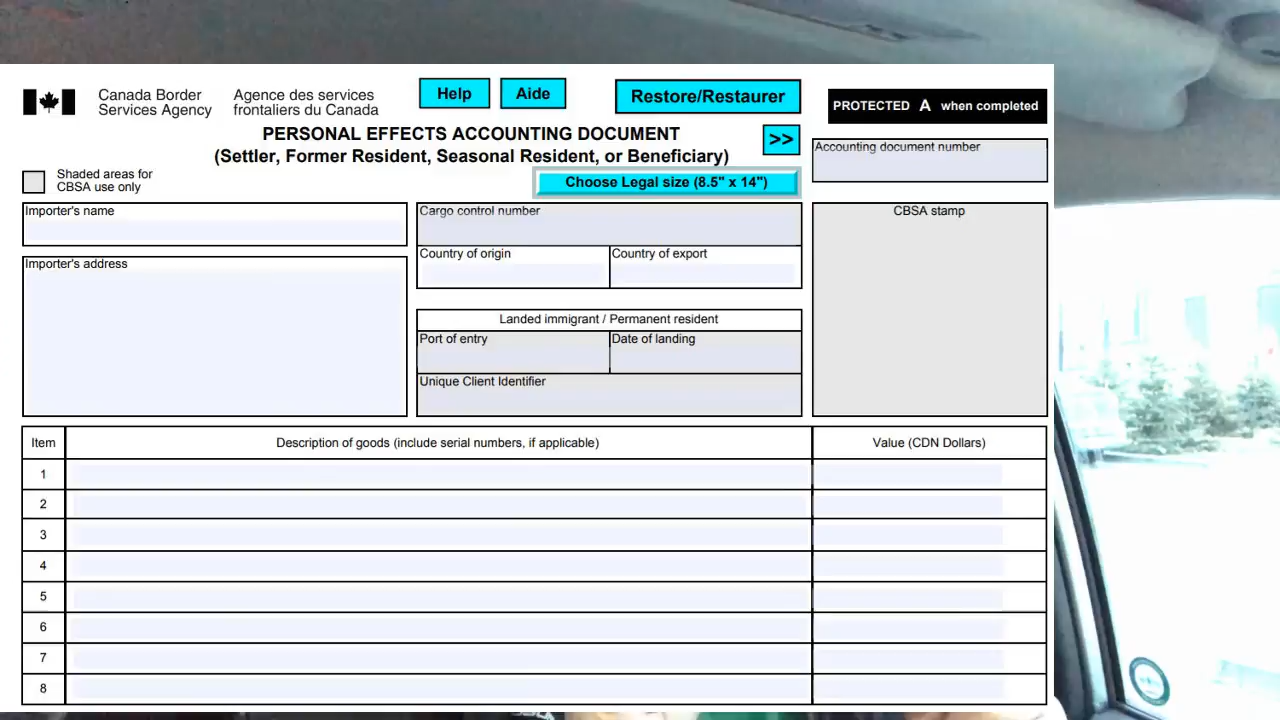 Canada Border
Services Agency
Agence des services
frontaliers du Canada
Help
Aide
Restore/Restaurer
PROTECTED A when completed
PERSONAL EFFECTS ACCOUNTING DOCUMENT
(Settler, Former Resident, Seasonal Resident, or Beneficiary)
>>
Accounting document number
Shaded areas for
CBSA use only
Choose Legal size (8.5" x 14")
Importer's name
Cargo control number
CBSA stamp
Country of origin
Country of export
Importer's address
Landed immigrant / Permanent resident
Port of entry
Date of landing
Unique Client Identifier
Item
Description of goods (include serial numbers, if applicable)
Value (CDN Dollars)
1
2
3
4
5
6
7
8